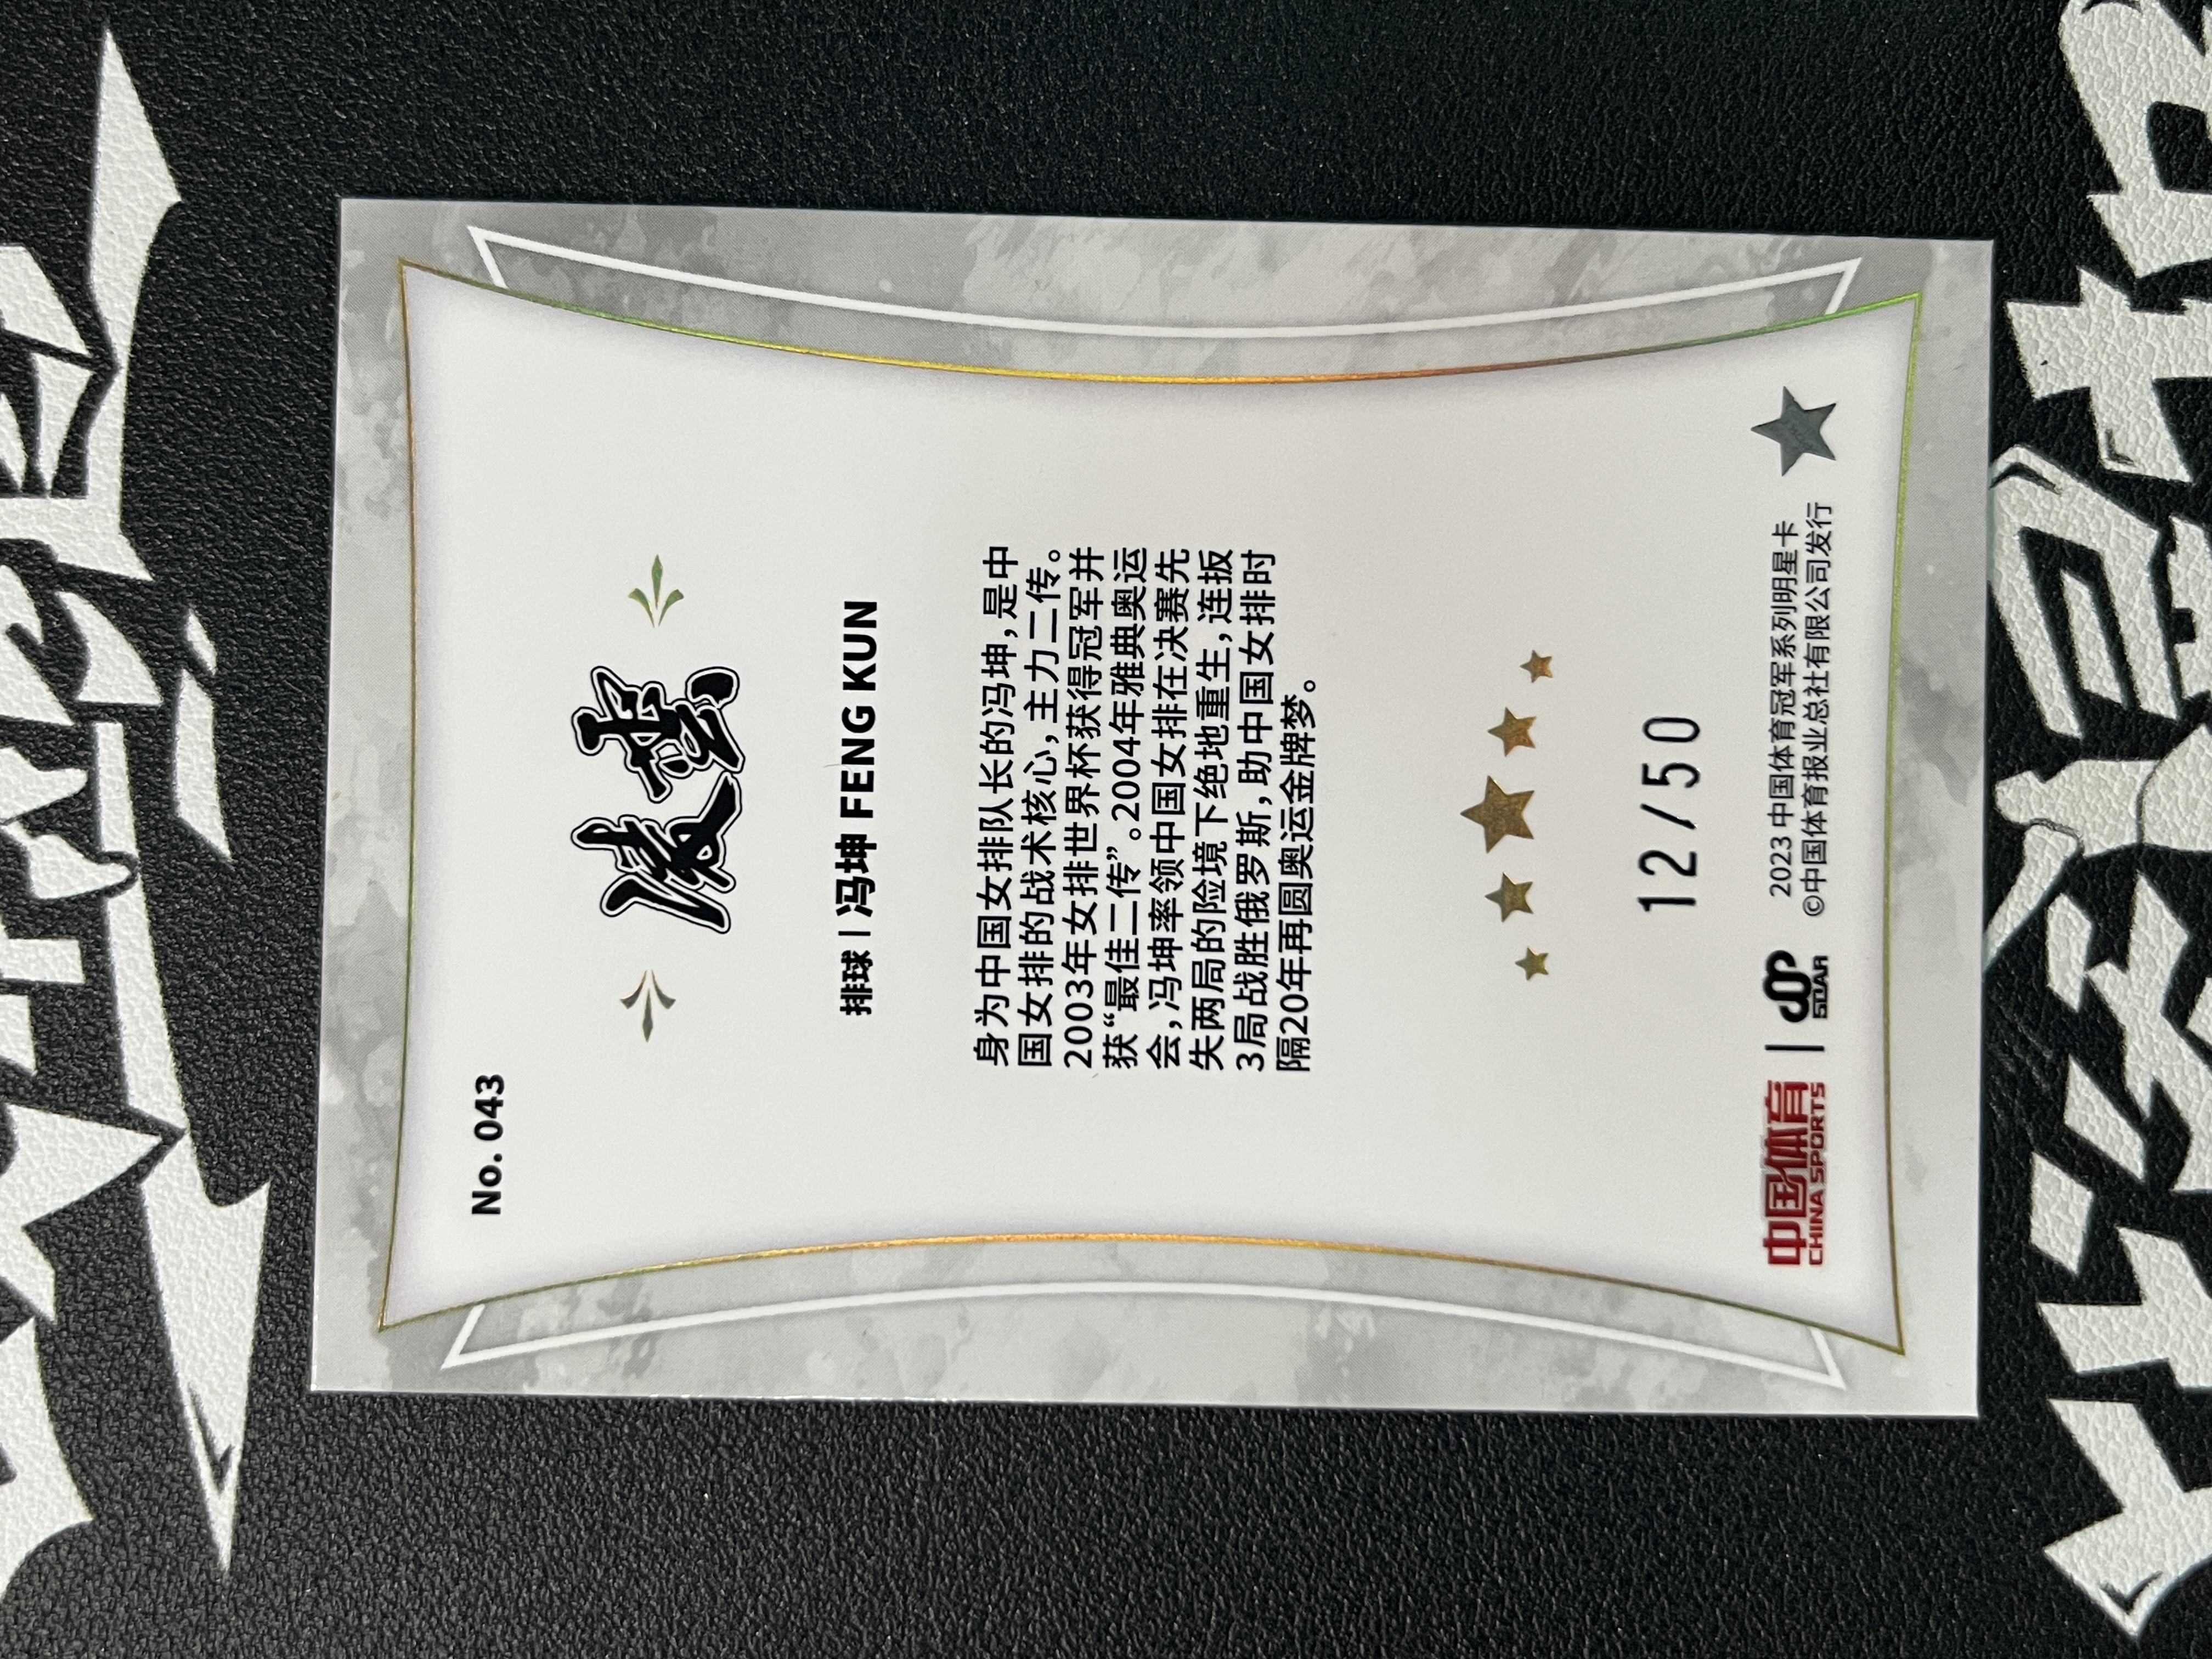 No. 043
凌雲
排球 | 冯坤 FENG KUN
身为中国女排队长的冯坤,是中
国女排的战术核心,主力二传。
2003年女排世界杯获得冠军并
获“最佳二传”。2004年雅典奥运
会,冯坤率领中国女排在决赛先
失两局的险境下绝地重生,连扳
3局战胜俄罗斯,助中国女排时
隔20年再圆奥运金牌梦。
12/50
中国体育
CHINA SPORTS
SOAR
2023 中国体育冠军系列明星卡
©中国体育报业总社有限公司发行